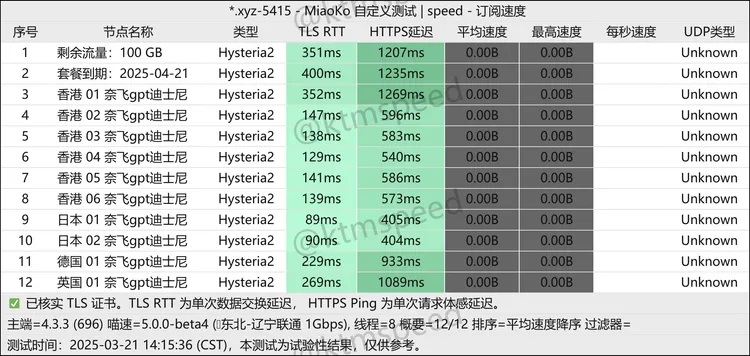 *.xyz-5415 - MiaoKo 自定义测试 | speed - 订阅速度
序号 节点名称 类型 TLS RTT HTTPS延迟 平均速度 最高速度 每秒速度 UDP类型
1 剩余流量：100 GB Hysteria2 351ms 1207ms 0.00B 0.00B Unknown
2 套餐到期：2025-04-21 Hysteria2 400ms 1235ms 0.00B 0.00B Unknown
3 香港 01 奈飞gpt迪士尼 Hysteria2 352ms 1269ms 0.00B 0.00B Unknown
4 香港 02 奈飞gpt迪士尼 Hysteria2 147ms 596ms 0.00B 0.00B Unknown
5 香港 03 奈飞gpt迪士尼 Hysteria2 138ms 583ms 0.00B 0.00B Unknown
6 香港 04 奈飞gpt迪士尼 Hysteria2 129ms 540ms 0.00B 0.00B Unknown
7 香港 05 奈飞gpt迪士尼 Hysteria2 141ms 586ms 0.00B 0.00B Unknown
8 香港 06 奈飞gpt迪士尼 Hysteria2 139ms 573ms 0.00B 0.00B Unknown
9 日本 01 奈飞gpt迪士尼 Hysteria2 89ms 405ms 0.00B 0.00B Unknown
10 日本 02 奈飞gpt迪士尼 Hysteria2 90ms 404ms 0.00B 0.00B Unknown
11 德国 01 奈飞gpt迪士尼 Hysteria2 229ms 933ms 0.00B 0.00B Unknown
12 英国 01 奈飞gpt迪士尼 Hysteria2 269ms 1089ms 0.00B 0.00B Unknown
✅ 已核实 TLS 证书。TLS RTT 为单次数据交换延迟， HTTPS Ping 为单次请求体感延迟。
主端=4.3.3 (696) 喵速=5.0.0-beta4 (东北-辽宁联通 1Gbps), 线程=8 概要=12/12 排序=平均速度降序 过滤器=
测试时间：2025-03-21 14:15:36 (CST)，本测试为试验性结果，仅供参考。
@ktmspeed
@ktmspeed
@ktmspeed